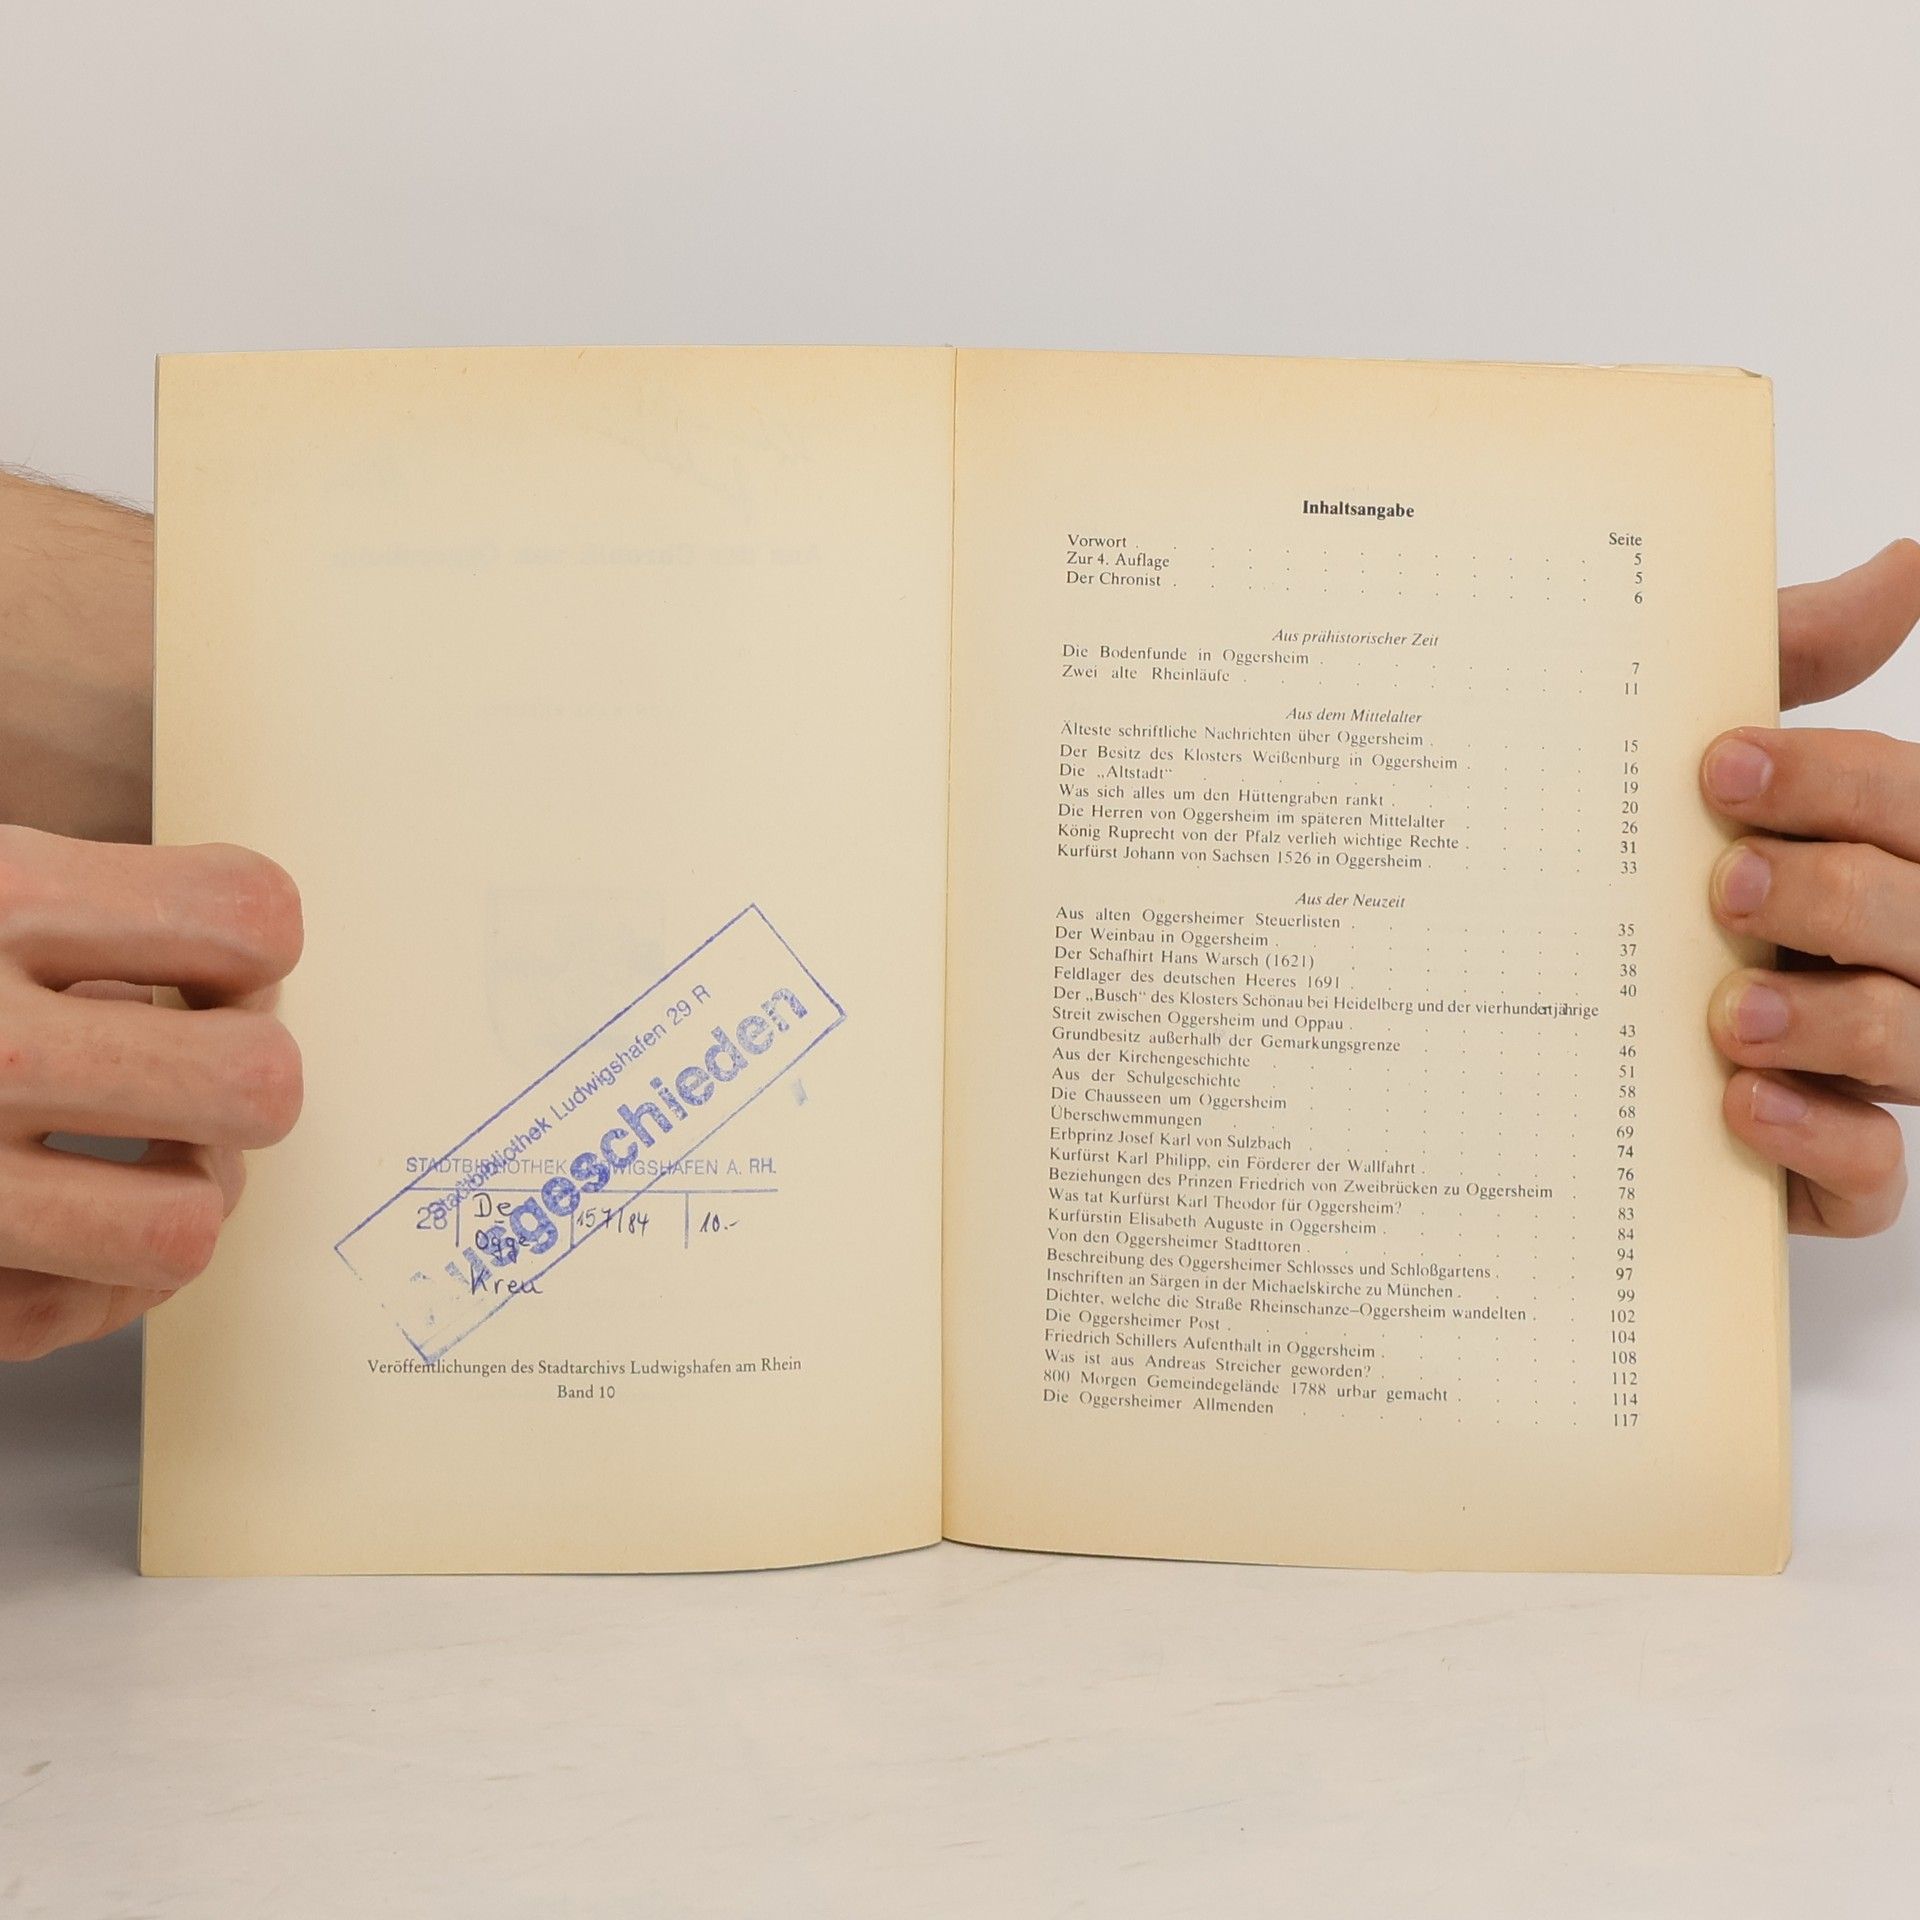 Stadtbibliothek Ludwigshafen 29 R
Ausgeschieden
STADTBIBLIOTHEK LUDWIGSHAFEN A. RH.
28 De 157/84 10.-
Ogge
Kreu
Veröffentlichungen des Stadtarchivs Ludwigshafen am Rhein
Band 10
Inhaltsangabe
Seite
Vorwort . . . . . . . . . . . . . 5
Zur 4. Auflage . . . . . . . . . . . 5
Der Chronist . . . . . . . . . . . . 6
Aus prähistorischer Zeit
Die Bodenfunde in Oggersheim . . . . . . . . 7
Zwei alte Rheinläufe . . . . . . . . . . 11
Aus dem Mittelalter
Älteste schriftliche Nachrichten über Oggersheim . . . . . 15
Der Besitz des Klosters Weißenburg in Oggersheim . . . . 16
Die „Altstadt“ . . . . . . . . . . . 19
Was sich alles um den Hüttengraben rankt . . . . . . 20
Die Herren von Oggersheim im späteren Mittelalter . . . . 26
König Ruprecht von der Pfalz verlieh wichtige Rechte . . . . 31
Kurfürst Johann von Sachsen 1526 in Oggersheim . . . . . 33
Aus der Neuzeit
Aus alten Oggersheimer Steuerlisten . . . . . . . 35
Der Weinbau in Oggersheim . . . . . . . . . 37
Der Schafhirt Hans Warsch (1621) . . . . . . . 38
Feldlager des deutschen Heeres 1691 . . . . . . . 40
Der „Busch“ des Klosters Schönau bei Heidelberg und der vierhundertjährige
Streit zwischen Oggersheim und Oppau . . . . . . . 43
Grundbesitz außerhalb der Gemarkungsgrenze . . . . . 46
Aus der Kirchengeschichte . . . . . . . . . 51
Aus der Schulgeschichte . . . . . . . . . . 58
Die Chausseen um Oggersheim . . . . . . . . 68
Überschwemmungen . . . . . . . . . . . 69
Erbprinz Josef Karl von Sulzbach . . . . . . . . 74
Kurfürst Karl Philipp, ein Förderer der Wallfahrt . . . . . 76
Beziehungen des Prinzen Friedrich von Zweibrücken zu Oggersheim . 78
Was tat Kurfürst Karl Theodor für Oggersheim? . . . . . 83
Kurfürstin Elisabeth Auguste in Oggersheim . . . . . . 84
Von den Oggersheimer Stadttoren . . . . . . . . 94
Beschreibung des Oggersheimer Schlosses und Schloßgartens . . . 97
Inschriften an Särgen in der Michaelskirche zu München . . . . 99
Dichter, welche die Straße Rheinschanze–Oggersheim wandelten . . 102
Die Oggersheimer Post . . . . . . . . . . 104
Friedrich Schillers Aufenthalt in Oggersheim . . . . . . 108
Was ist aus Andreas Streicher geworden? . . . . . . 112
800 Morgen Gemeindegelände 1788 urbar gemacht . . . . 114
Die Oggersheimer Allmenden . . . . . . . . 117